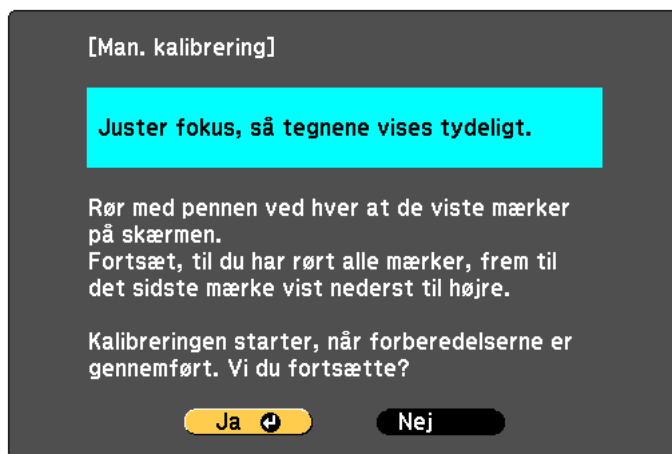 [Man. kalibrering]
Juster fokus, så tegnene vises tydeligt.
Rør med pennen ved hver at de viste mærker
på skærmen.
Fortsæt, til du har rørt alle mærker, frem til
det sidste mærke vist nederst til højre.
Kalibreringen starter, når forberedelserne er
gennemført. Vi du fortsætte?
Ja
Nej